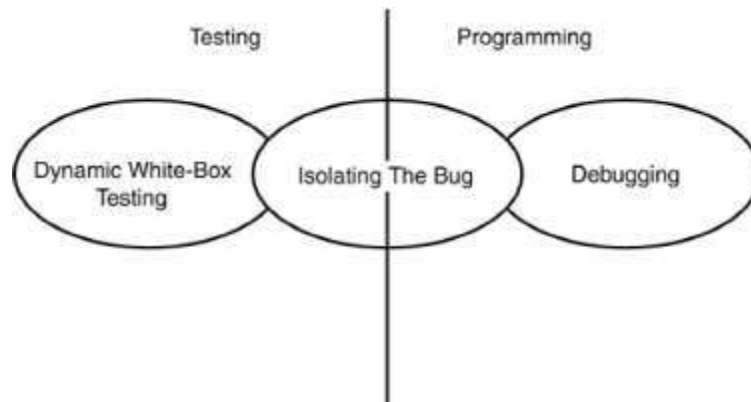 Testing
Programming
Dynamic White-Box
Testing
Isolating The Bug
Debugging